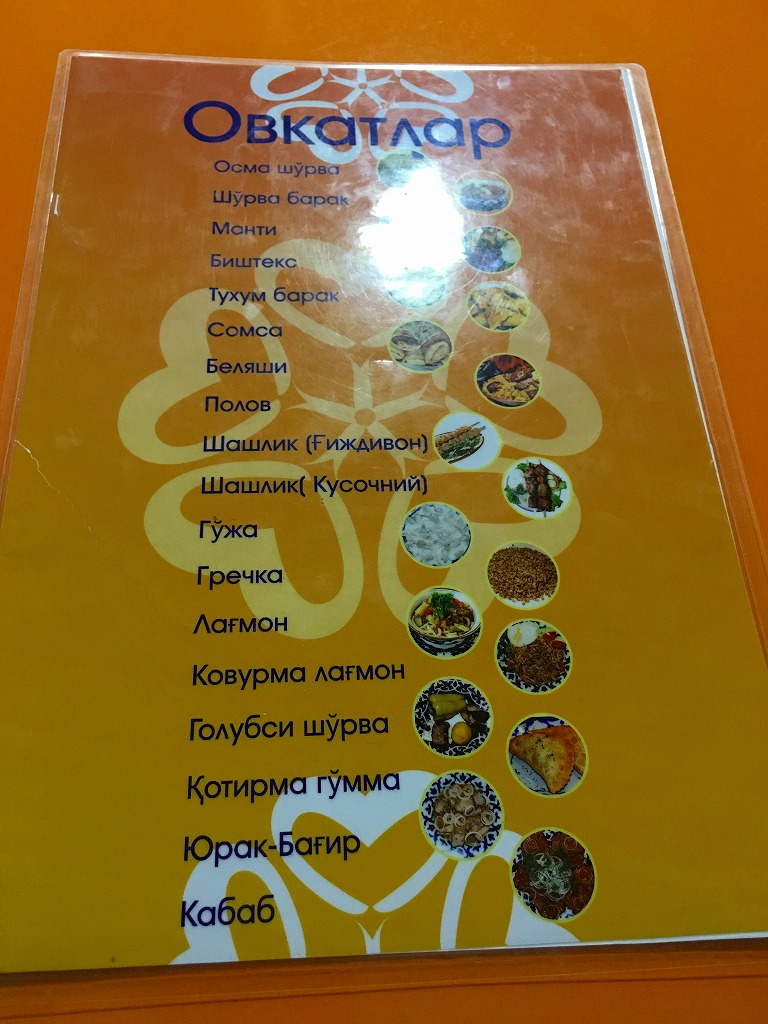 Овкатлар
Осма шўрва
Шўрва барак
Манти
Биштекс
Тухум барак
Сомса
Беляши
Полов
Шашлик (Ғиждивон)
Шашлик( Кусочний)
Гўжа
Гречка
Лағмон
Ковурма лағмон
Голубси шўрва
Қотирма гўмма
Юрак-Бағир
Кабаб